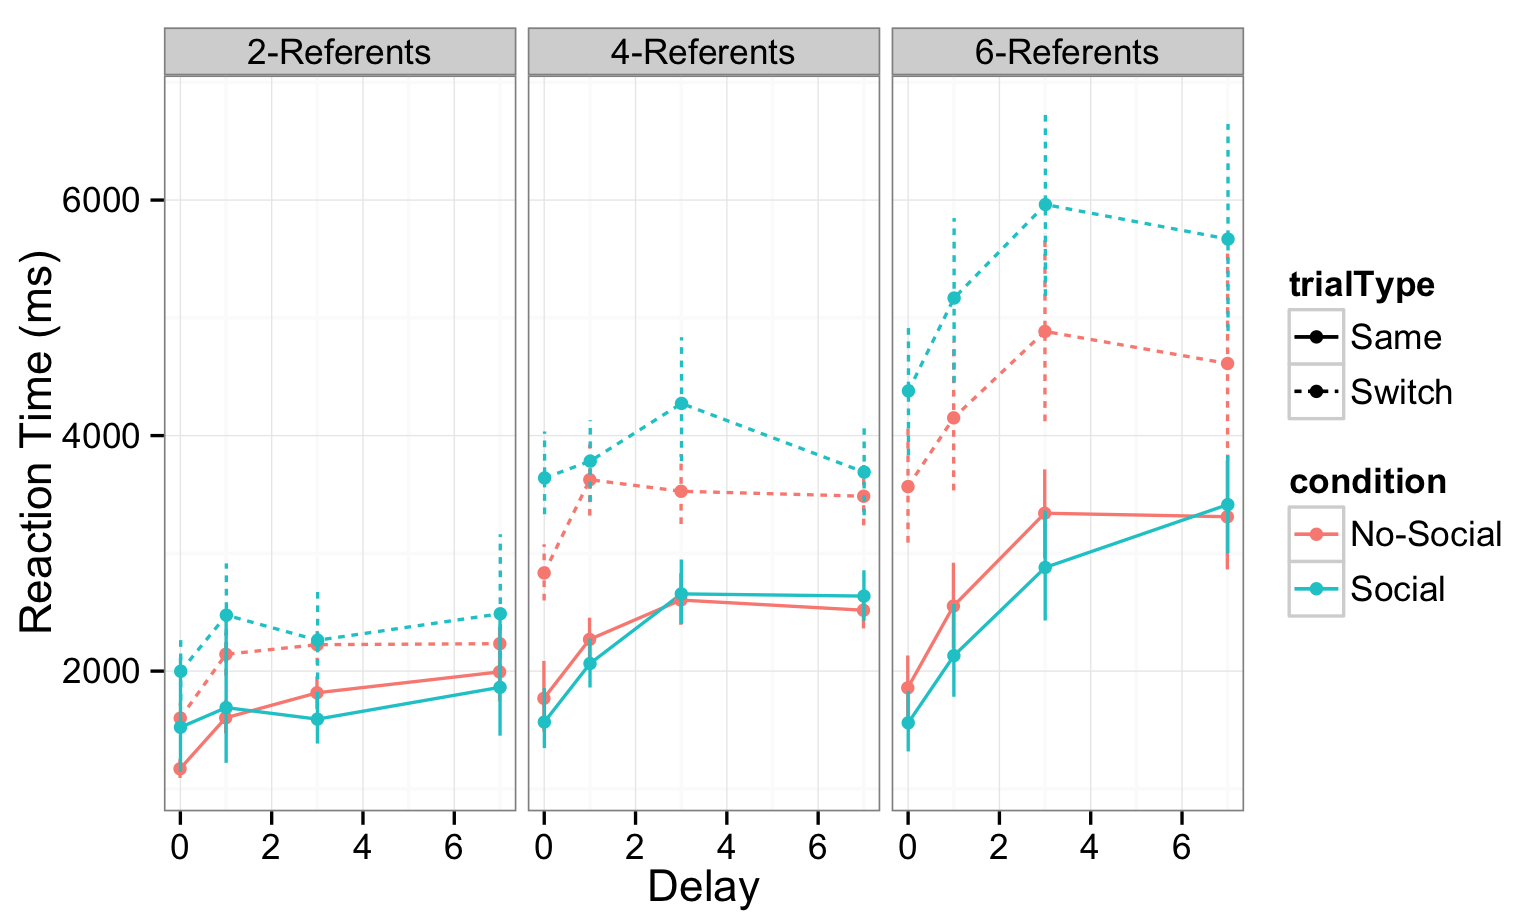 2-Referents 4-Referents 6-Referents
6000
4000
2000
Reaction Time (ms)
0 2 4 6 0 2 4 6 0 2 4 6
Delay
trialType
Same
Switch
condition
No-Social
Social